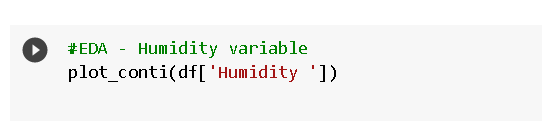 #EDA - Humidity variable
plot_conti(df['Humidity '])